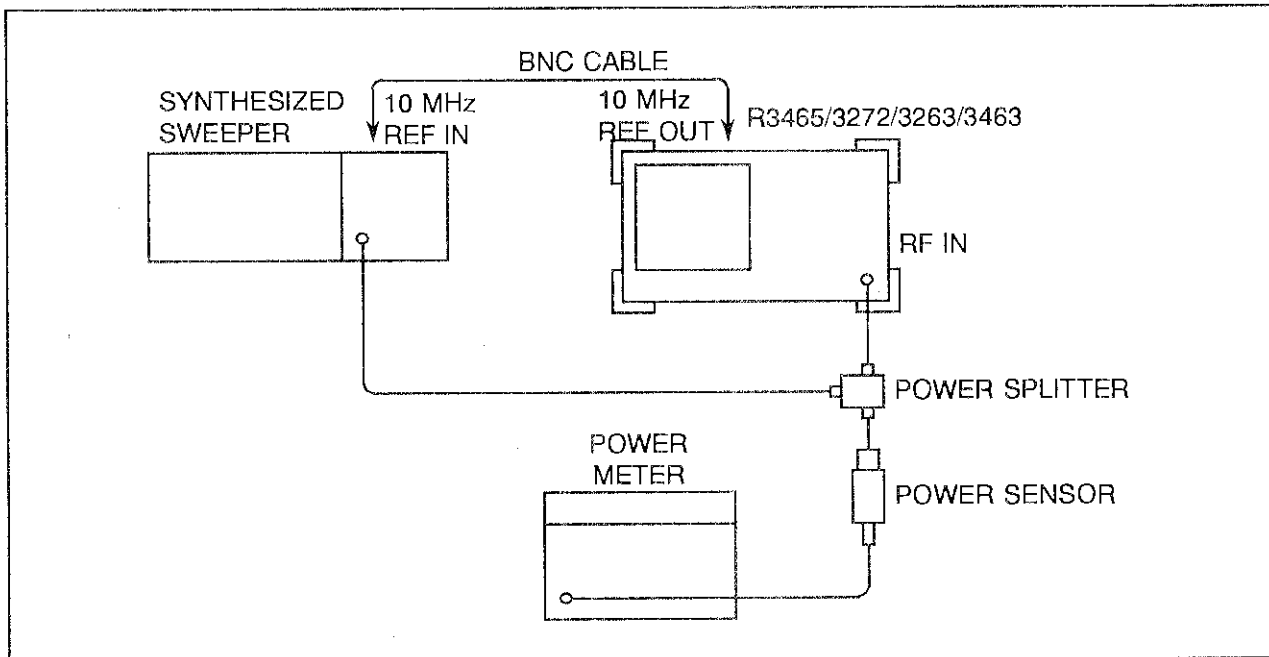 BNC CABLE
SYNTHESIZED
SWEEPER
10 MHz
REF IN
10 MHz
REF OUT
R3465/3272/3263/3463
RF IN
POWER SPLITTER
POWER
METER
POWER SENSOR